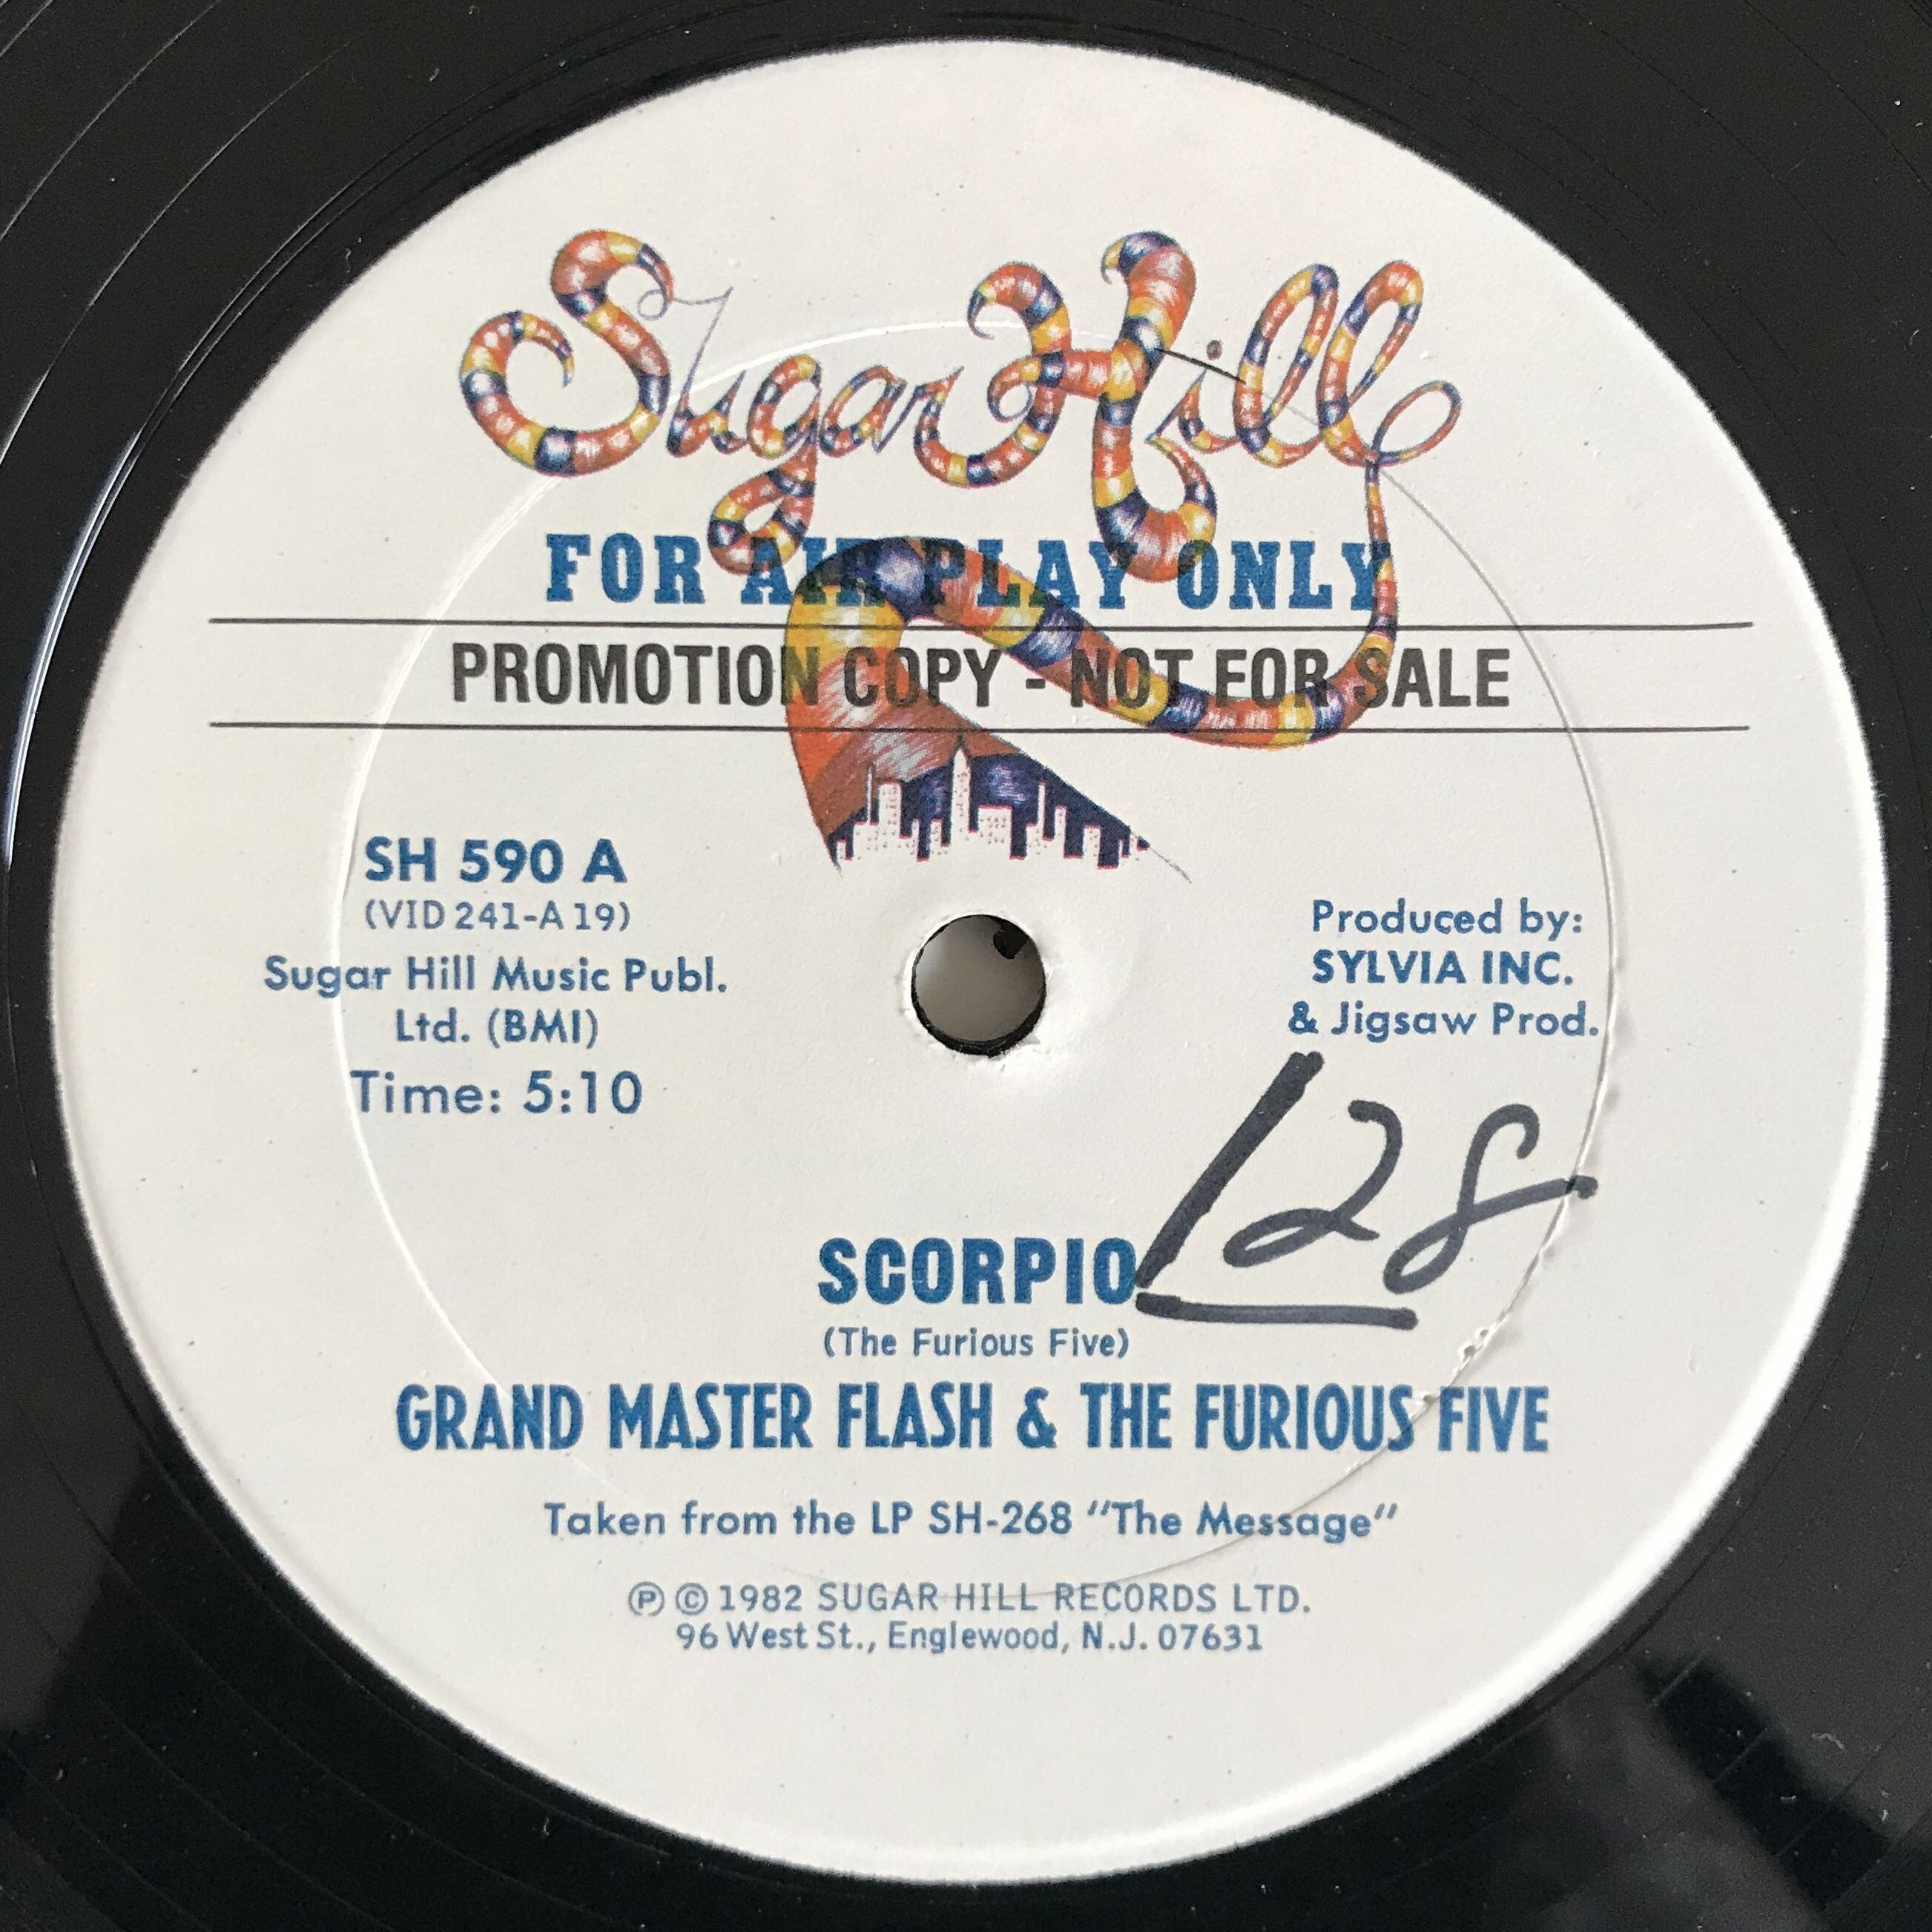 Sugar Hill
FOR AIR PLAY ONLY
PROMOTION COPY - NOT FOR SALE
SH 590 A
(VID 241-A 19)
Sugar Hill Music Publ.
Ltd. (BMI)
Time: 5:10
Produced by:
SYLVIA INC.
& Jigsaw Prod.
128
SCORPIO
(The Furious Five)
GRAND MASTER FLASH & THE FURIOUS FIVE
Taken from the LP SH-268 "The Message"
Ⓟ © 1982 SUGAR HILL RECORDS LTD.
96 West St., Englewood, N.J. 07631